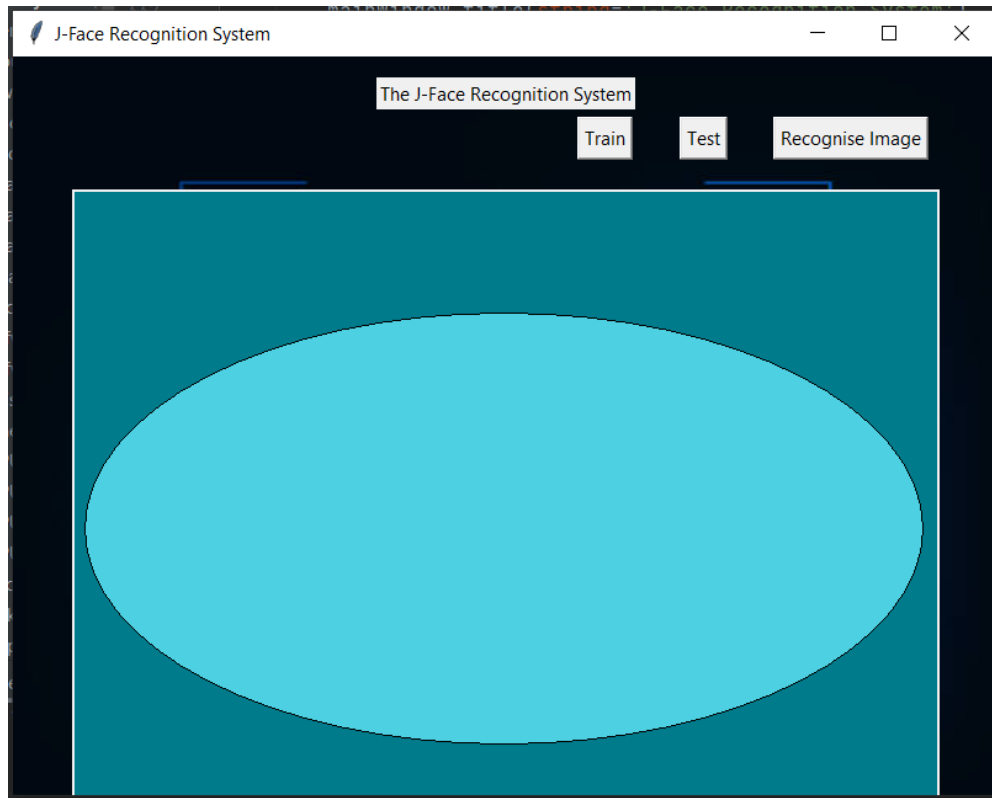 J-Face Recognition System
The J-Face Recognition System
Train Test Recognise Image